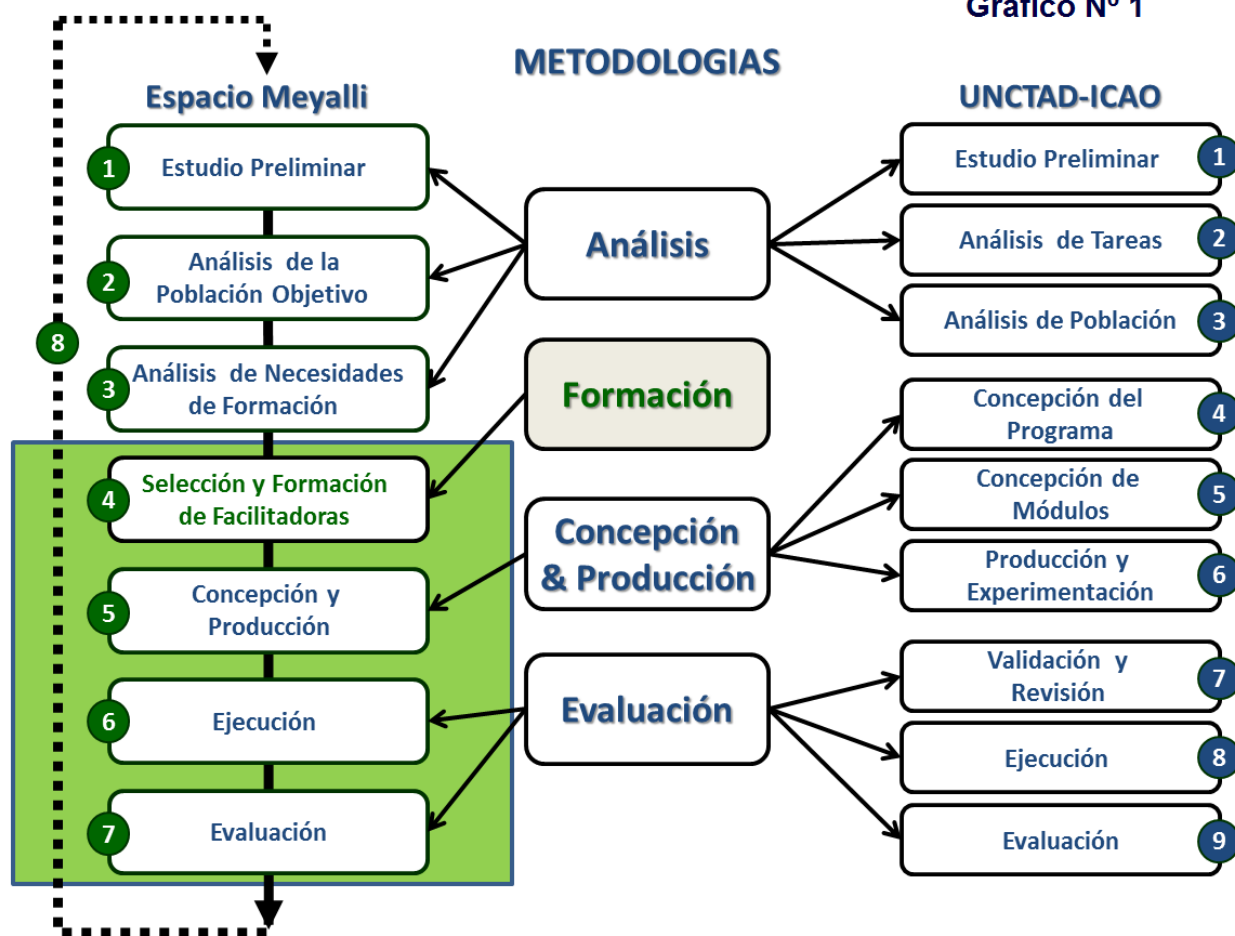 Gráfico Nº 1
METODOLOGIAS
Espacio Meyalli
1
Estudio Preliminar
2
Análisis de la
Población Objetivo
3
Análisis de Necesidades
de Formación
4
Selección y Formación
de Facilitadoras
5
Concepción y
Producción
6
Ejecución
7
Evaluación
8
Análisis
Formación
Concepción
& Producción
Evaluación
UNCTAD-ICAO
Estudio Preliminar
1
Análisis de Tareas
2
Análisis de Población
3
Concepción del
Programa
4
Concepción de
Módulos
5
Producción y
Experimentación
6
Validación y
Revisión
7
Ejecución
8
Evaluación
9